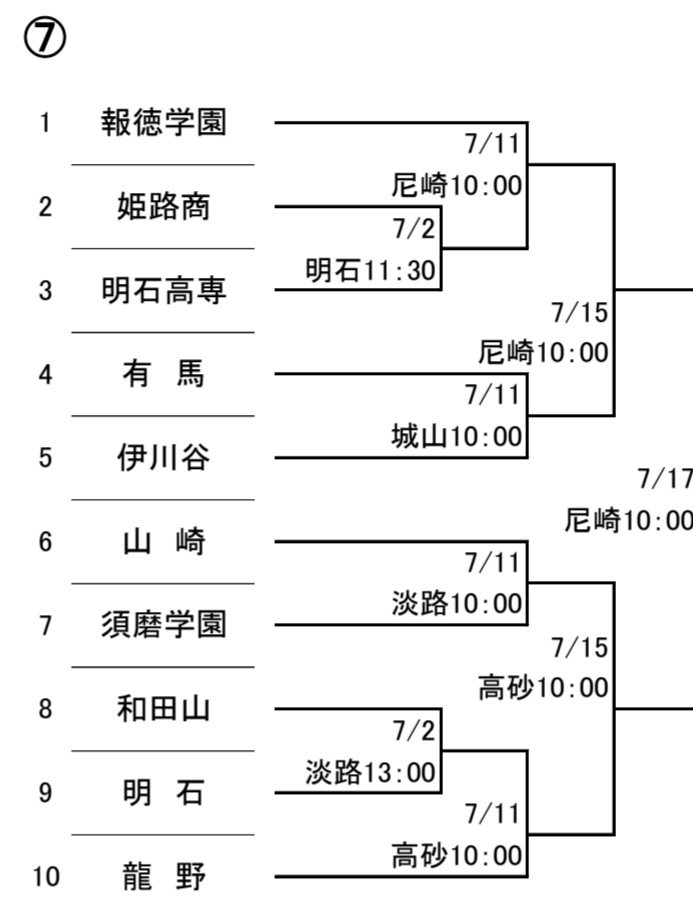 ⑦
1 報徳学園
7/11
尼崎10:00
2 姫路商
7/2
明石11:30
3 明石高専
7/15
尼崎10:00
4 有 馬
7/11
城山10:00
5 伊川谷
7/17
尼崎10:00
6 山 崎
7/11
淡路10:00
7 須磨学園
7/15
高砂10:00
8 和田山
7/2
淡路13:00
9 明 石
7/11
高砂10:00
10 龍 野